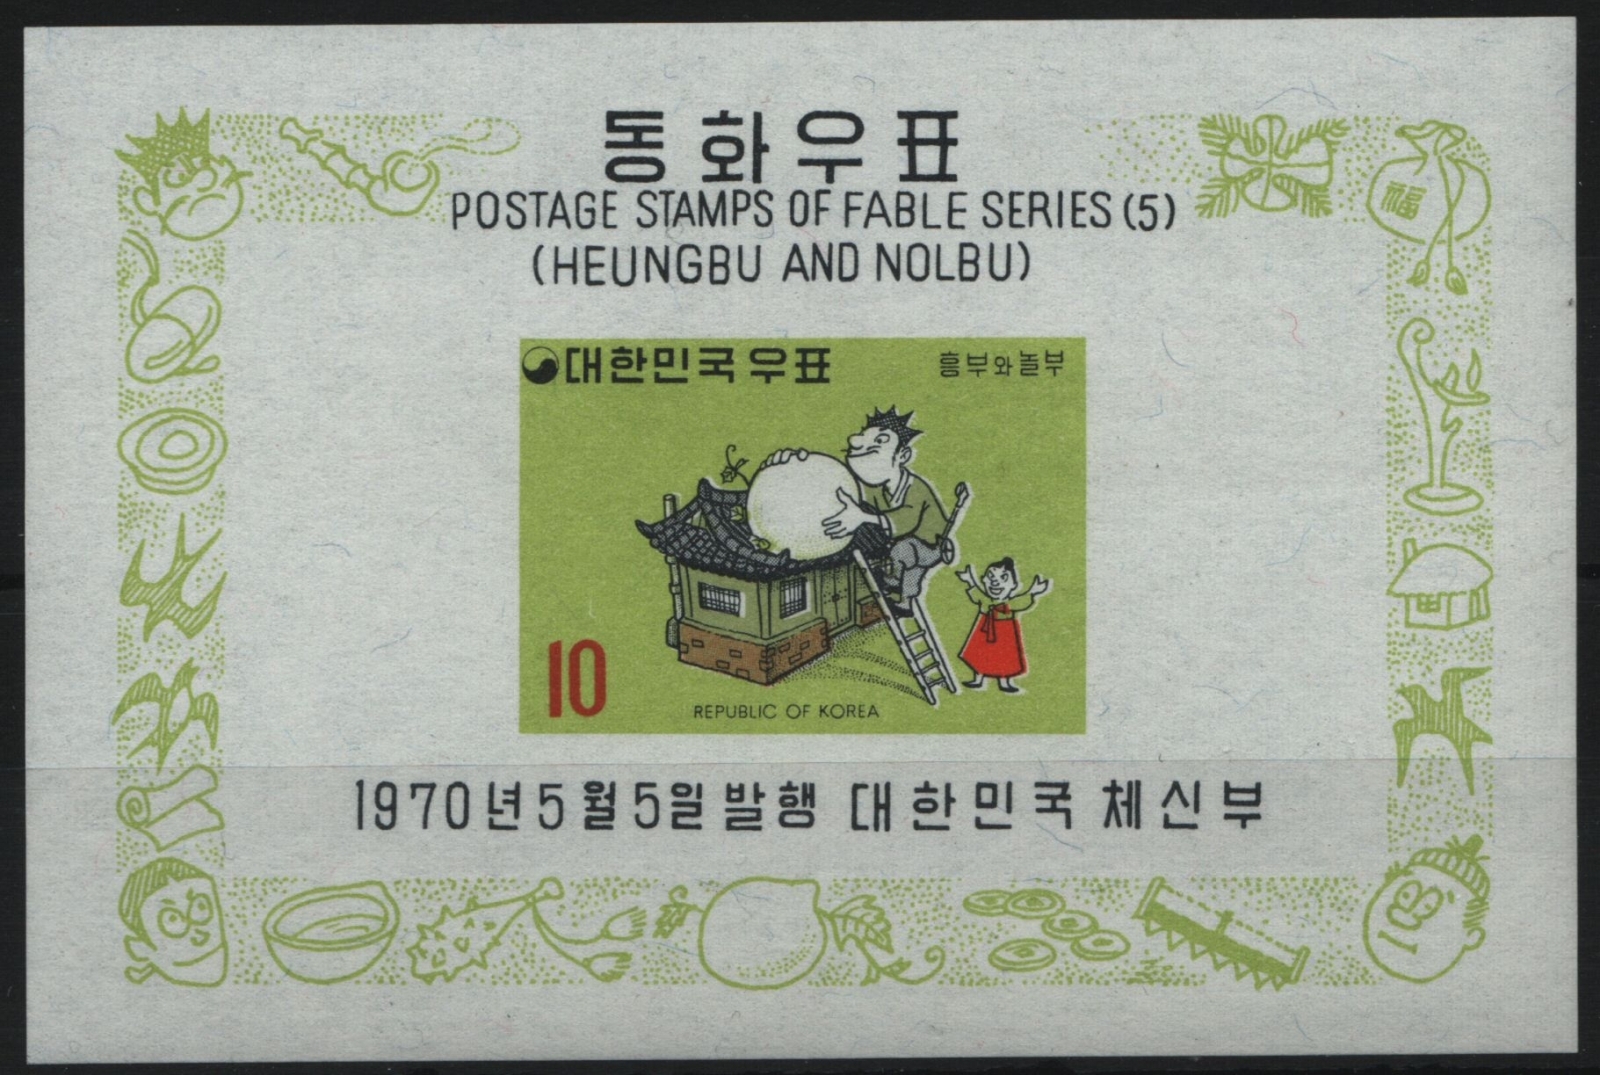 동화우표
POSTAGE STAMPS OF FABLE SERIES (5)
(HEUNGBU AND NOLBU)
福
대한민국우표
흥부와놀부
10
REPUBLIC OF KOREA
1970년5월5일발행 대한민국 체신부